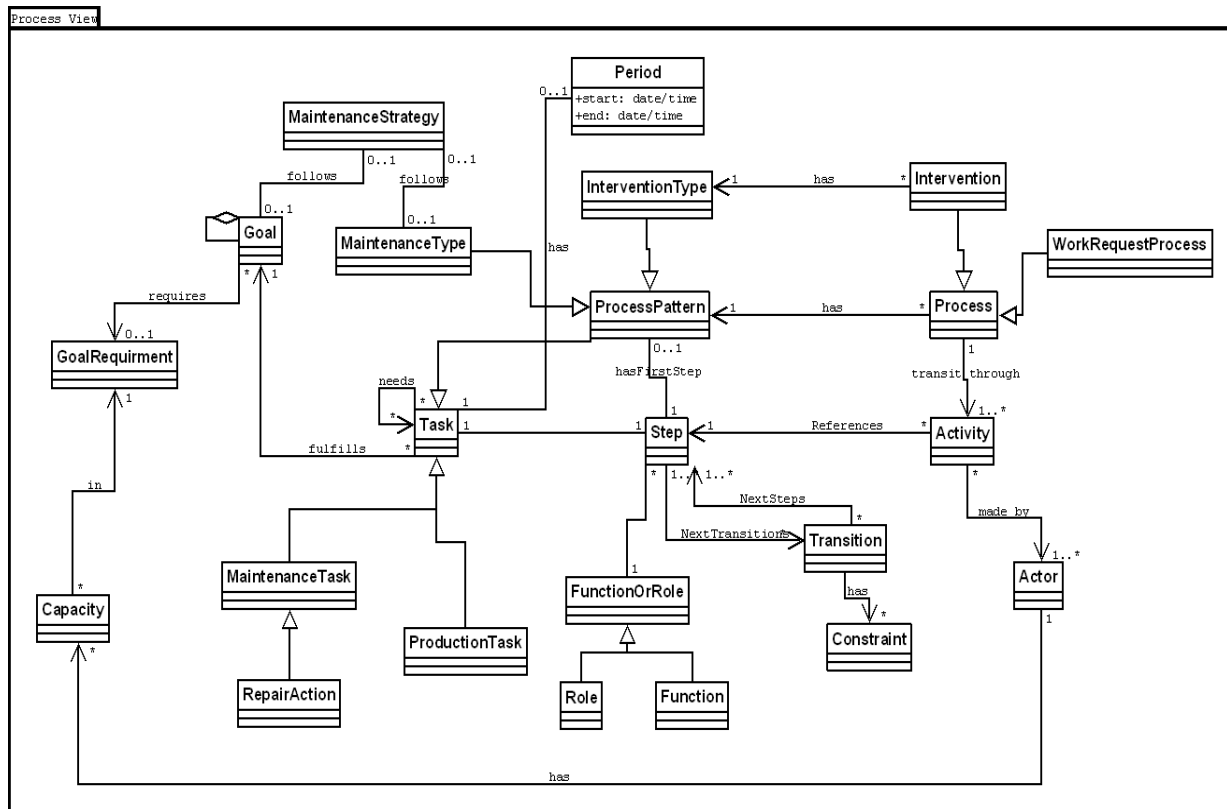 Process View
Period
+start: date/time
+end: date/time
0..1
MaintenanceStrategy
0..1
0..1
follows
follows
0..1
0..1
InterventionType
1
has
*
Intervention
Goal
MaintenanceType
has
WorkRequestProcess
*
1
requires
0..1
ProcessPattern
1
has
*
Process
GoalRequirment
0..1
1
hasFirstStep
transit through
needs
*
1
1
1..*
*
Task
1
1
Step
1
References
*
Activity
1
fulfills
*
*
1..*
1..*
*
in
NextSteps
made by
*
NextTransitions
*
Transition
1..*
*
MaintenanceTask
1
has
Actor
Capacity
FunctionOrRole
*
1
*
ProductionTask
Constraint
RepairAction
Role
Function
has